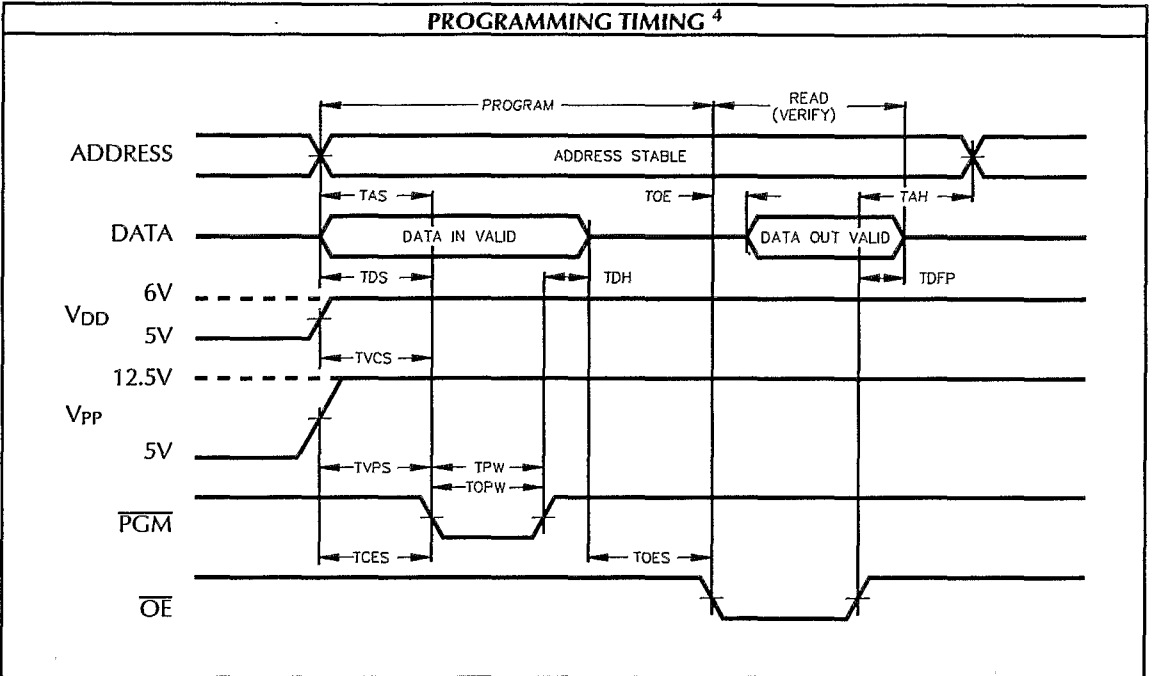 PROGRAMMING TIMING 4
PROGRAM
READ
(VERIFY)
ADDRESS
ADDRESS STABLE
TAS
TOE
TAH
DATA
DATA IN VALID
DATA OUT VALID
TDS
TDH
TDFP
6V
VDD
5V
TVCS
12.5V
VPP
5V
TVPS
TPW
TOPW
PGM
TCES
TOES
OE